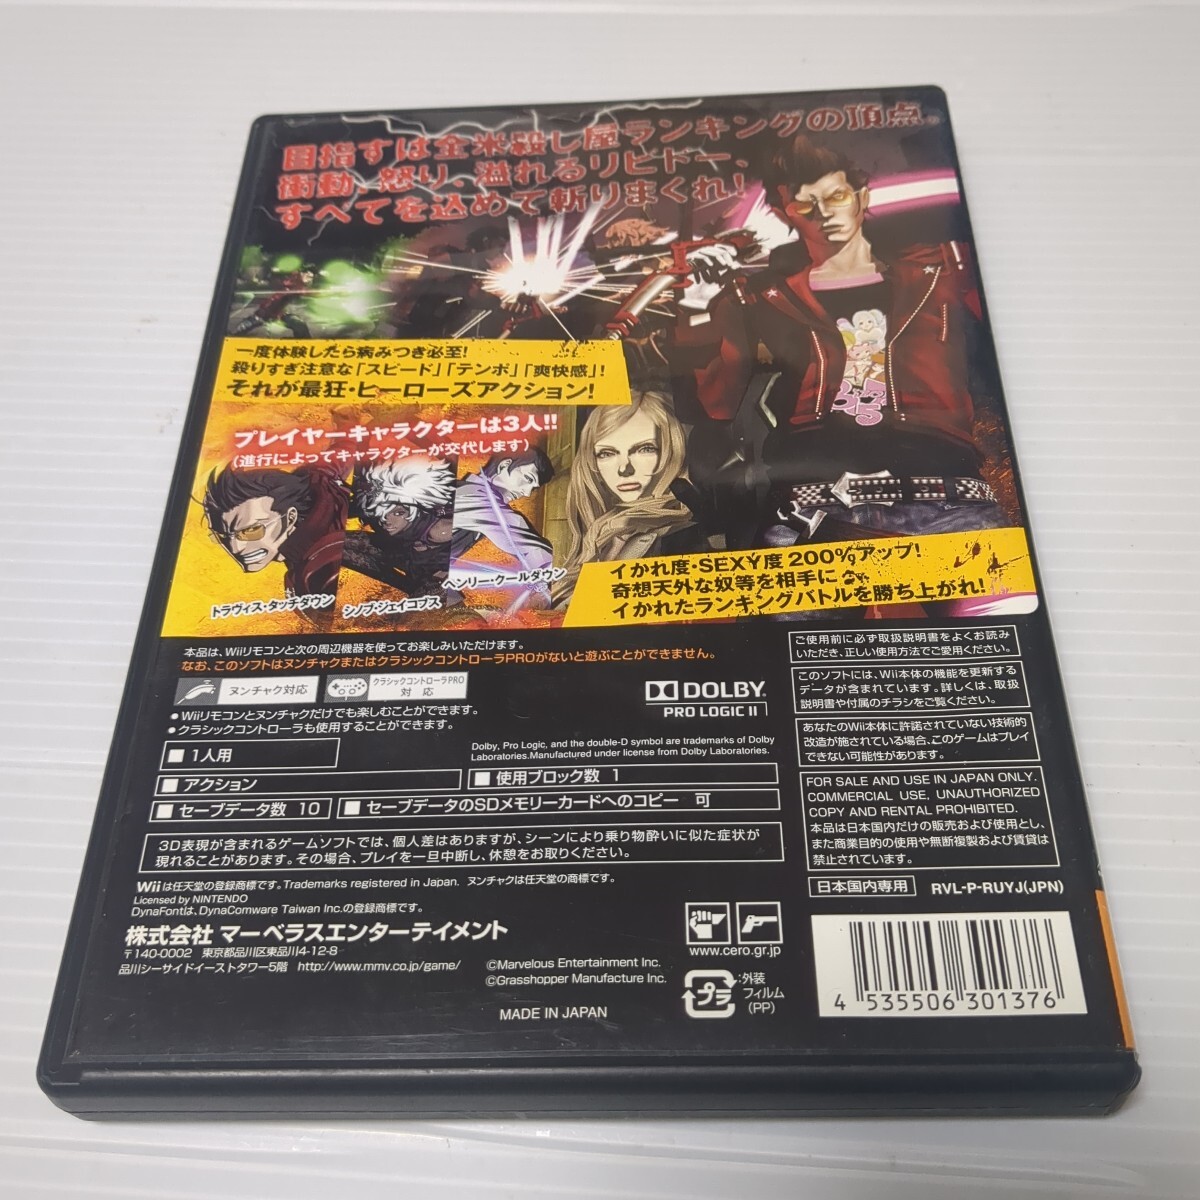 目指すは全米殺し屋ランキングの頂点。
衝動、怒り、溢れるリビドー、
すべてを込めて斬りまくれ!
一度体験したら病みつき必至!
殺りすぎ注意な「スピード」「テンポ」「爽快感」!
それが最狂・ヒーローズアクション!
プレイヤーキャラクターは3人!!
(進行によってキャラクターが交代します)
トラヴィス・タッチダウン
シノブ・ジェイコブス
ヘンリー・クールダウン
イかれ度・SEXY度 200%アップ!
奇想天外な奴等を相手に
イかれたランキングバトルを勝ち上がれ!
本品は、Wiiリモコンと次の周辺機器を使ってお楽しみいただけます。
なお、このソフトはヌンチャクまたはクラシックコントローラPROがないと遊ぶことができません。
ヌンチャク対応
クラシックコントローラPRO
対応
●Wiiリモコンとヌンチャクだけでも楽しむことができます。
●クラシックコントローラも使用することができます。
DOLBY
PRO LOGIC II
Dolby, Pro Logic, and the double-D symbol are trademarks of Dolby
Laboratories.Manufactured under license from Dolby Laboratories.
■1人用
■アクション
■使用ブロック数 1
■セーブデータ数 10
■セーブデータのSDメモリーカードへのコピー 可
3D表現が含まれるゲームソフトでは、個人差はありますが、シーンにより乗り物酔いに似た症状が
現れることがあります。その場合、プレイを一旦中断し、休憩をお取りください。
Wiiは任天堂の登録商標です。Trademarks registered in Japan. ヌンチャクは任天堂の商標です。
Licensed by NINTENDO
DynaFontは、DynaComware Taiwan Inc.の登録商標です。
株式会社 マーベラスエンターテイメント
〒140-0002 東京都品川区東品川4-12-8
品川シーサイドイーストタワー5階 http://www.mmv.co.jp/game/
©Marvelous Entertainment Inc.
©Grasshopper Manufacture Inc.
MADE IN JAPAN
ご使用前に必ず取扱説明書をよくお読み
いただき、正しい使用方法でご愛用ください。
このソフトには、Wii本体の機能を更新する
データが含まれています。詳しくは、取扱
説明書や付属のチラシをご覧ください。
あなたのWii本体に許諾されていない技術的
改造が施されている場合、このゲームはプレイ
できない可能性があります。
FOR SALE AND USE IN JAPAN ONLY.
COMMERCIAL USE, UNAUTHORIZED
COPY AND RENTAL PROHIBITED.
本品は日本国内だけの販売および使用とし、
また商業目的の使用や無断複製および賃貸は
禁止されています。
日本国内専用
RVL-P-RUYJ(JPN)
www.cero.gr.jp
プラ
:外装
フィルム
(PP)
4 535506 301376